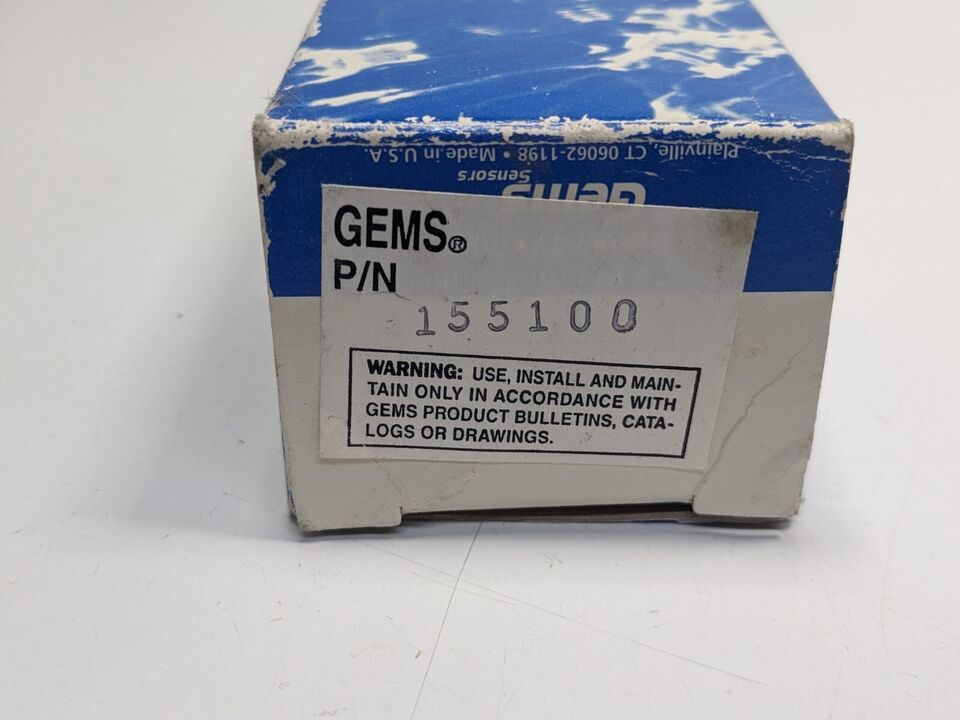 Plainville, CT 06062-1198 • Made in U.S.A.
Gems
Sensors
GEMS®
P/N
155100
WARNING: USE, INSTALL AND MAIN-
TAIN ONLY IN ACCORDANCE WITH
GEMS PRODUCT BULLETINS, CATA-
LOGS OR DRAWINGS.